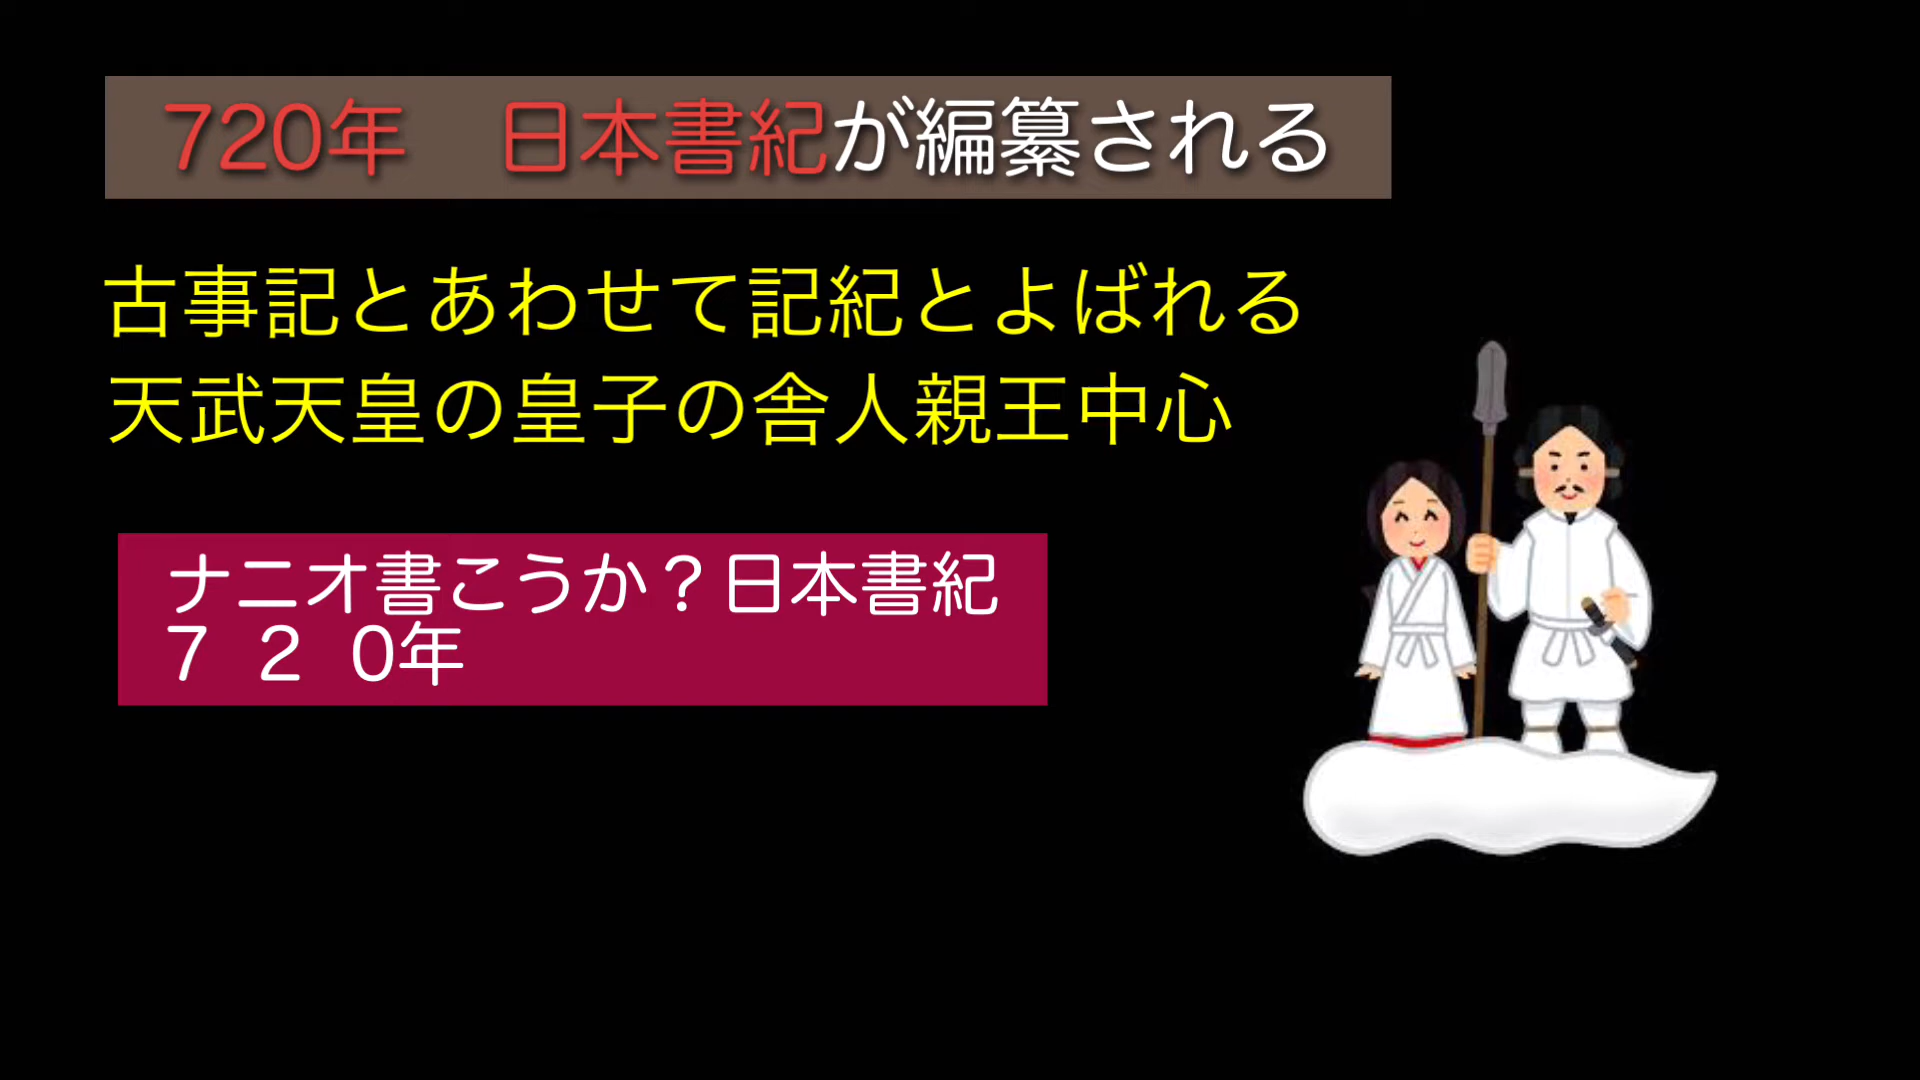 720年　日本書紀が編纂される
古事記とあわせて記紀とよばれる
天武天皇の皇子の舎人親王中心
ナニオ書こうか？日本書紀
７ ２ ０年